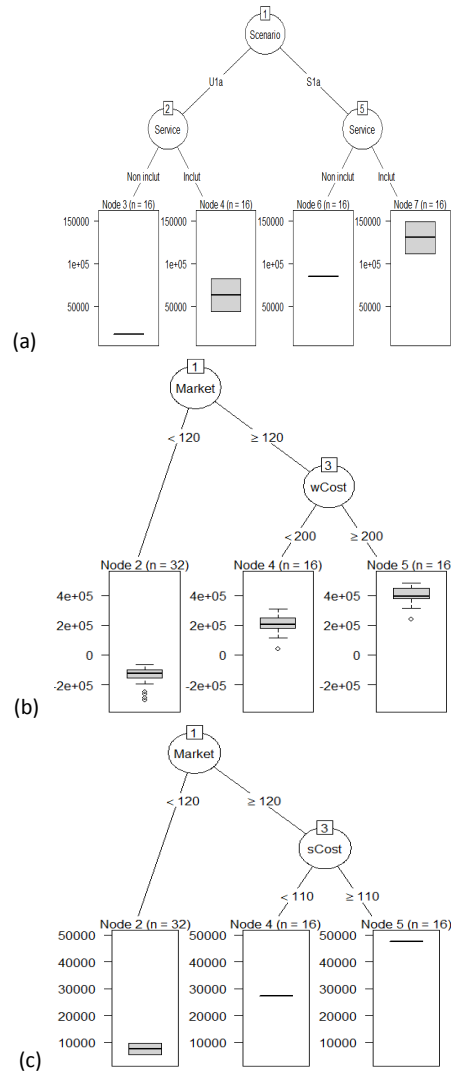 1
Scenario
U1a
S1a
2
Service
5
Service
Non inclut
Inclut
Non inclut
Inclut
Node 3 (n = 16)
Node 4 (n = 16)
Node 6 (n = 16)
Node 7 (n = 16)
150000
150000
150000
150000
1e+05
1e+05
1e+05
1e+05
50000
50000
50000
50000
(a)
1
Market
< 120
≥ 120
3
wCost
< 200
≥ 200
Node 2 (n = 32)
Node 4 (n = 16)
Node 5 (n = 16
4e+05
4e+05
4e+05
2e+05
2e+05
2e+05
0
0
0
-2e+05
-2e+05
-2e+05
(b)
1
Market
< 120
≥ 120
3
sCost
< 110
≥ 110
Node 2 (n = 32)
Node 4 (n = 16)
Node 5 (n = 16
50000
50000
50000
40000
40000
40000
30000
30000
30000
20000
20000
20000
10000
10000
10000
(c)